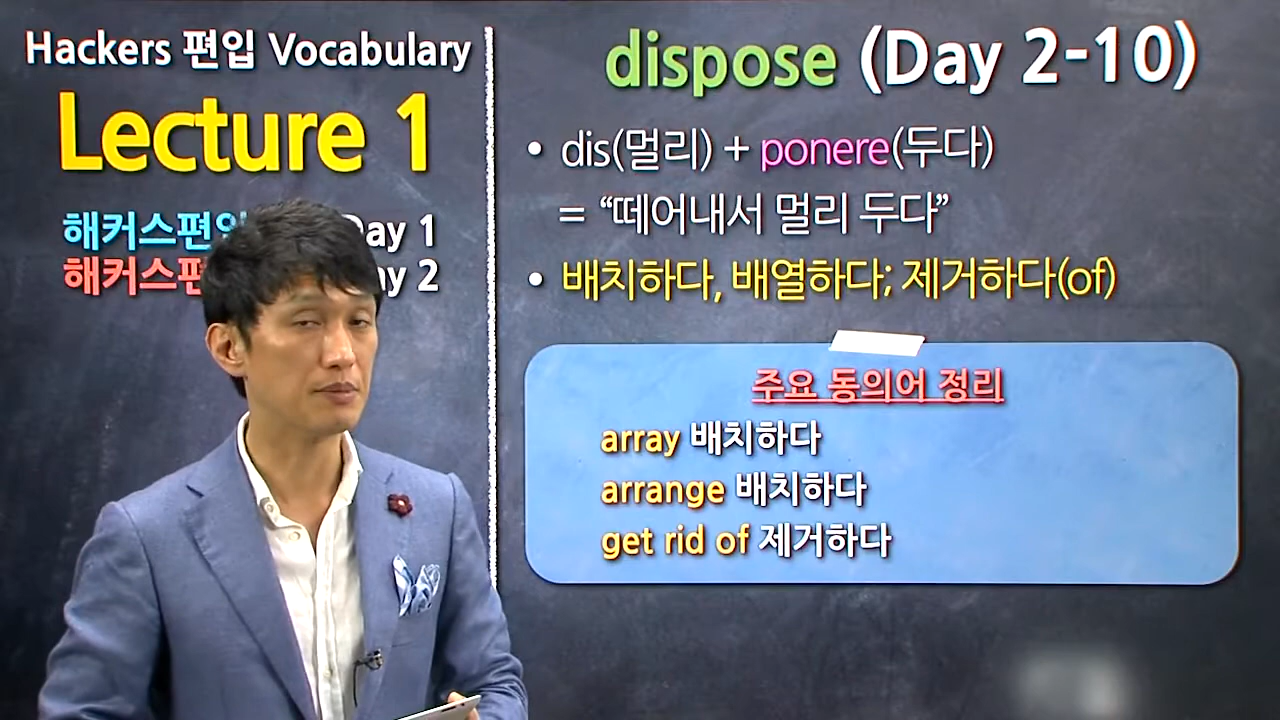 Hackers 편입 Vocabulary
Lecture 1
해커스편입 Day 1
해커스편 Day 2
dispose (Day 2-10)
• dis(멀리) + ponere(두다)
= “떼어내서 멀리 두다”
• 배치하다, 배열하다; 제거하다(of)
주요 동의어 정리
array 배치하다
arrange 배치하다
get rid of 제거하다